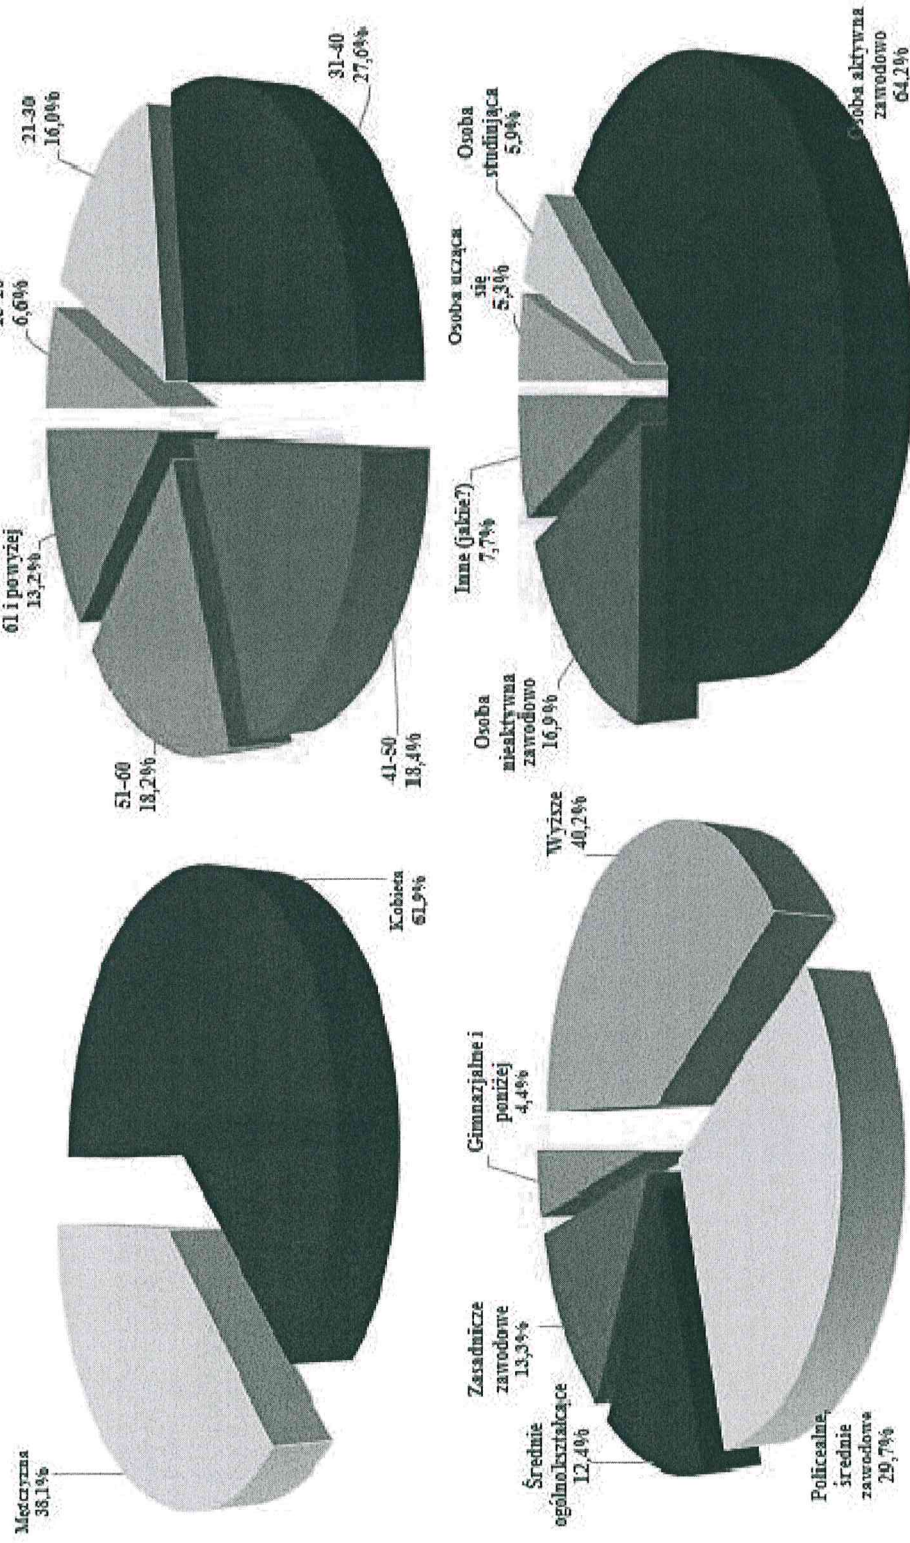 Mężczyzna
38,1%
Kobieta
61,9%
6,6%
21-30
16,0%
31-40
27,6%
41-50
18,4%
51-60
18,2%
61 i powyżej
13,2%
Gimnazjalne i
poniżej
4,4%
Zasadnicze
zawodowe
13,3%
Średnie
ogólnokształcące
12,4%
Policealne,
średnie
zawodowe
29,7%
Wyższe
40,2%
Osoba ucząca
się
5,3%
Osoba
studiująca
5,9%
Osoba aktywna
zawodowo
64,2%
Osoba
nieaktywna
zawodowo
16,9%
Inne (jakie?)
7,7%